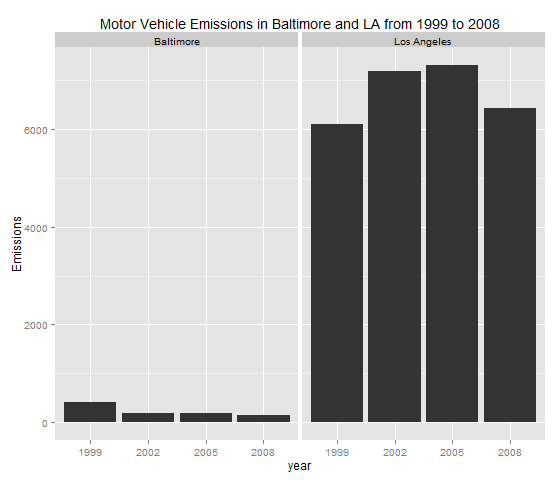 Motor Vehicle Emissions in Baltimore and LA from 1999 to 2008
Baltimore
Los Angeles
Emissions
6000
4000
2000
0
1999 2002 2005 2008
1999 2002 2005 2008
year